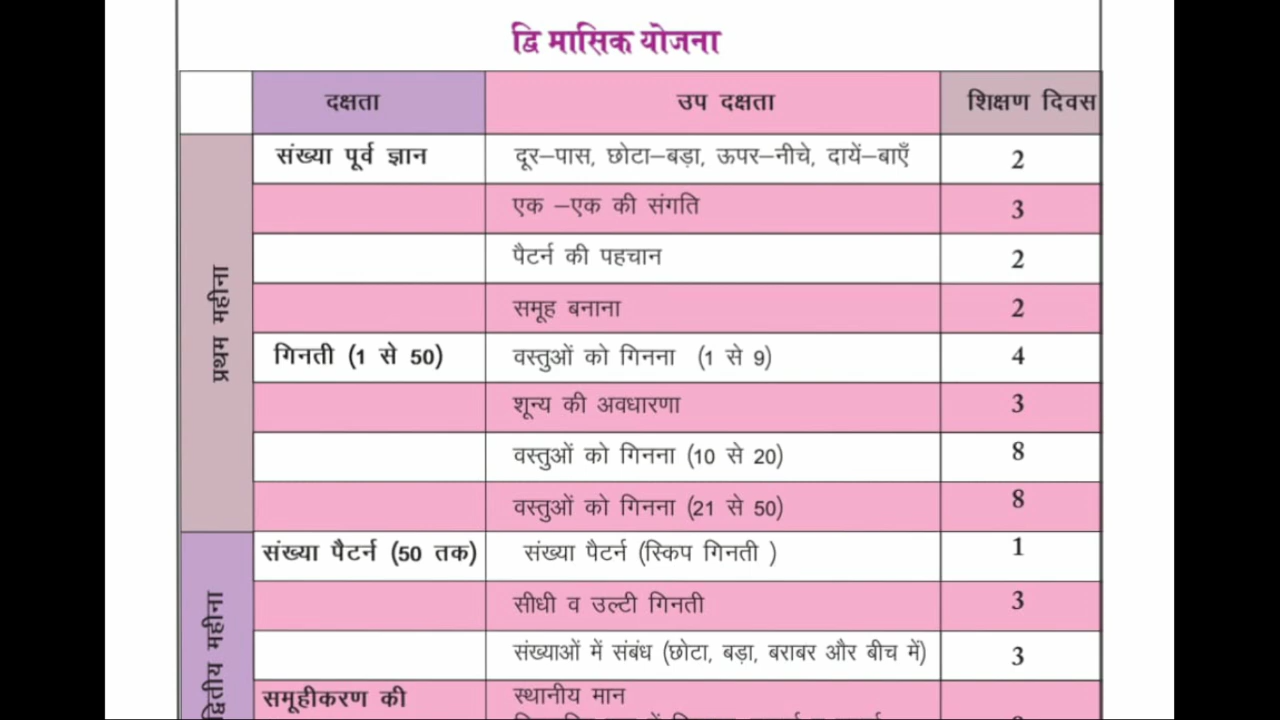 द्वि मासिक योजना
दक्षता उप दक्षता शिक्षण दिवस
प्रथम महीना
संख्या पूर्व ज्ञान दूर–पास, छोटा–बड़ा, ऊपर–नीचे, दायें–बाएँ 2
एक –एक की संगति 3
पैटर्न की पहचान 2
समूह बनाना 2
गिनती (1 से 50) वस्तुओं को गिनना (1 से 9) 4
शून्य की अवधारणा 3
वस्तुओं को गिनना (10 से 20) 8
वस्तुओं को गिनना (21 से 50) 8
द्वितीय महीना
संख्या पैटर्न (50 तक) संख्या पैटर्न (स्किप गिनती ) 1
सीधी व उल्टी गिनती 3
संख्याओं में संबंध (छोटा, बड़ा, बराबर और बीच में) 3
समूहीकरण की स्थानीय मान